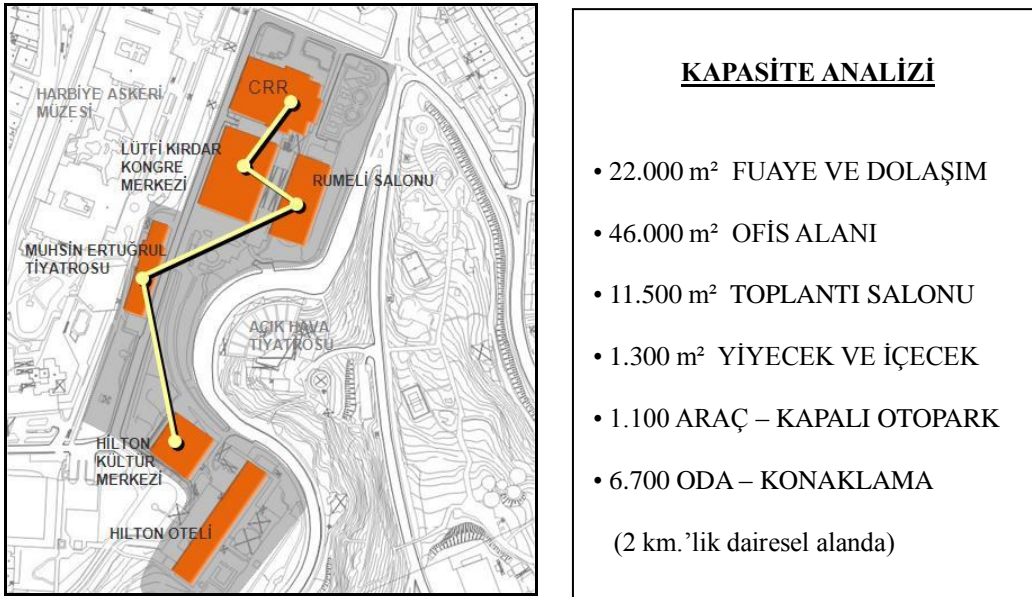 CRR
HARBİYE ASKERİ
MÜZESİ
LÜTFİ KIRDAR
KONGRE
MERKEZİ
RUMELİ SALONU
MUHSİN ERTUĞRUL
TİYATROSU
AÇIK HAVA
TİYATROSU
HİLTON
KÜLTÜR
MERKEZİ
HILTON OTELİ
KAPASİTE ANALİZİ
• 22.000 m² FUAYE VE DOLAŞIM
• 46.000 m² OFİS ALANI
• 11.500 m² TOPLANTI SALONU
• 1.300 m² YİYECEK VE İÇECEK
• 1.100 ARAÇ – KAPALI OTOPARK
• 6.700 ODA – KONAKLAMA
(2 km.’lik dairesel alanda)